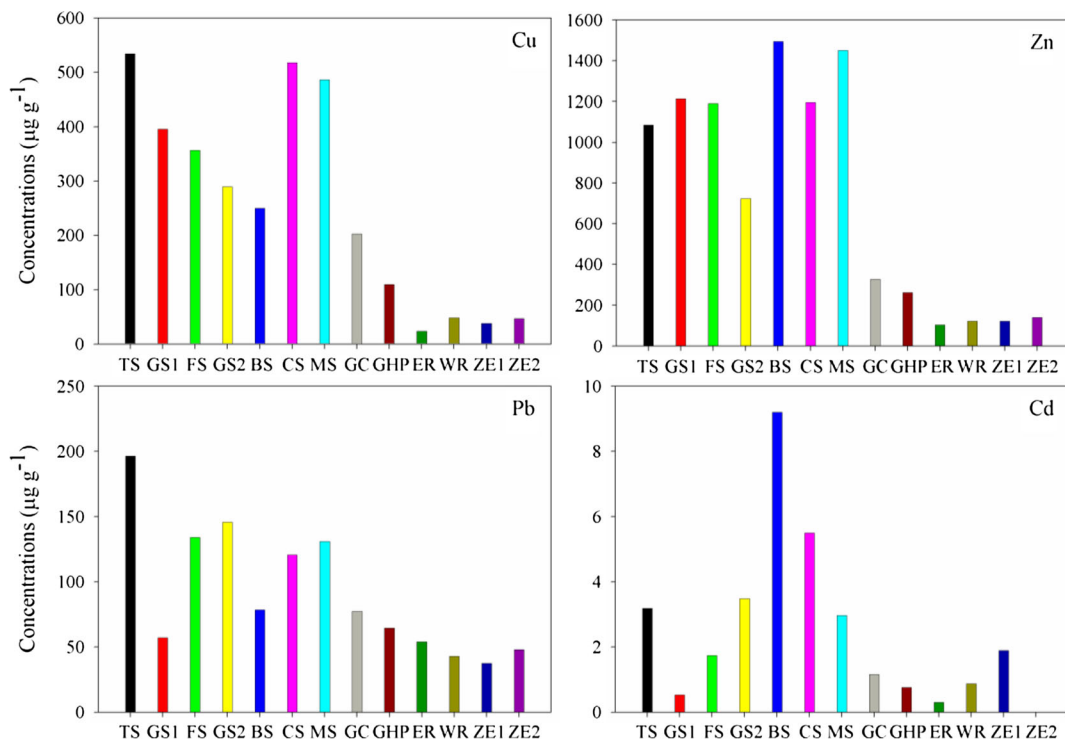 Cu
Concentrations (µg g⁻¹)
600
500
400
300
200
100
0
TS GS1 FS GS2 BS CS MS GC GHP ER WR ZE1 ZE2
Zn
1600
1400
1200
1000
800
600
400
200
0
TS GS1 FS GS2 BS CS MS GC GHP ER WR ZE1 ZE2
Pb
Concentrations (µg g⁻¹)
250
200
150
100
50
0
TS GS1 FS GS2 BS CS MS GC GHP ER WR ZE1 ZE2
Cd
10
8
6
4
2
0
TS GS1 FS GS2 BS CS MS GC GHP ER WR ZE1 ZE2